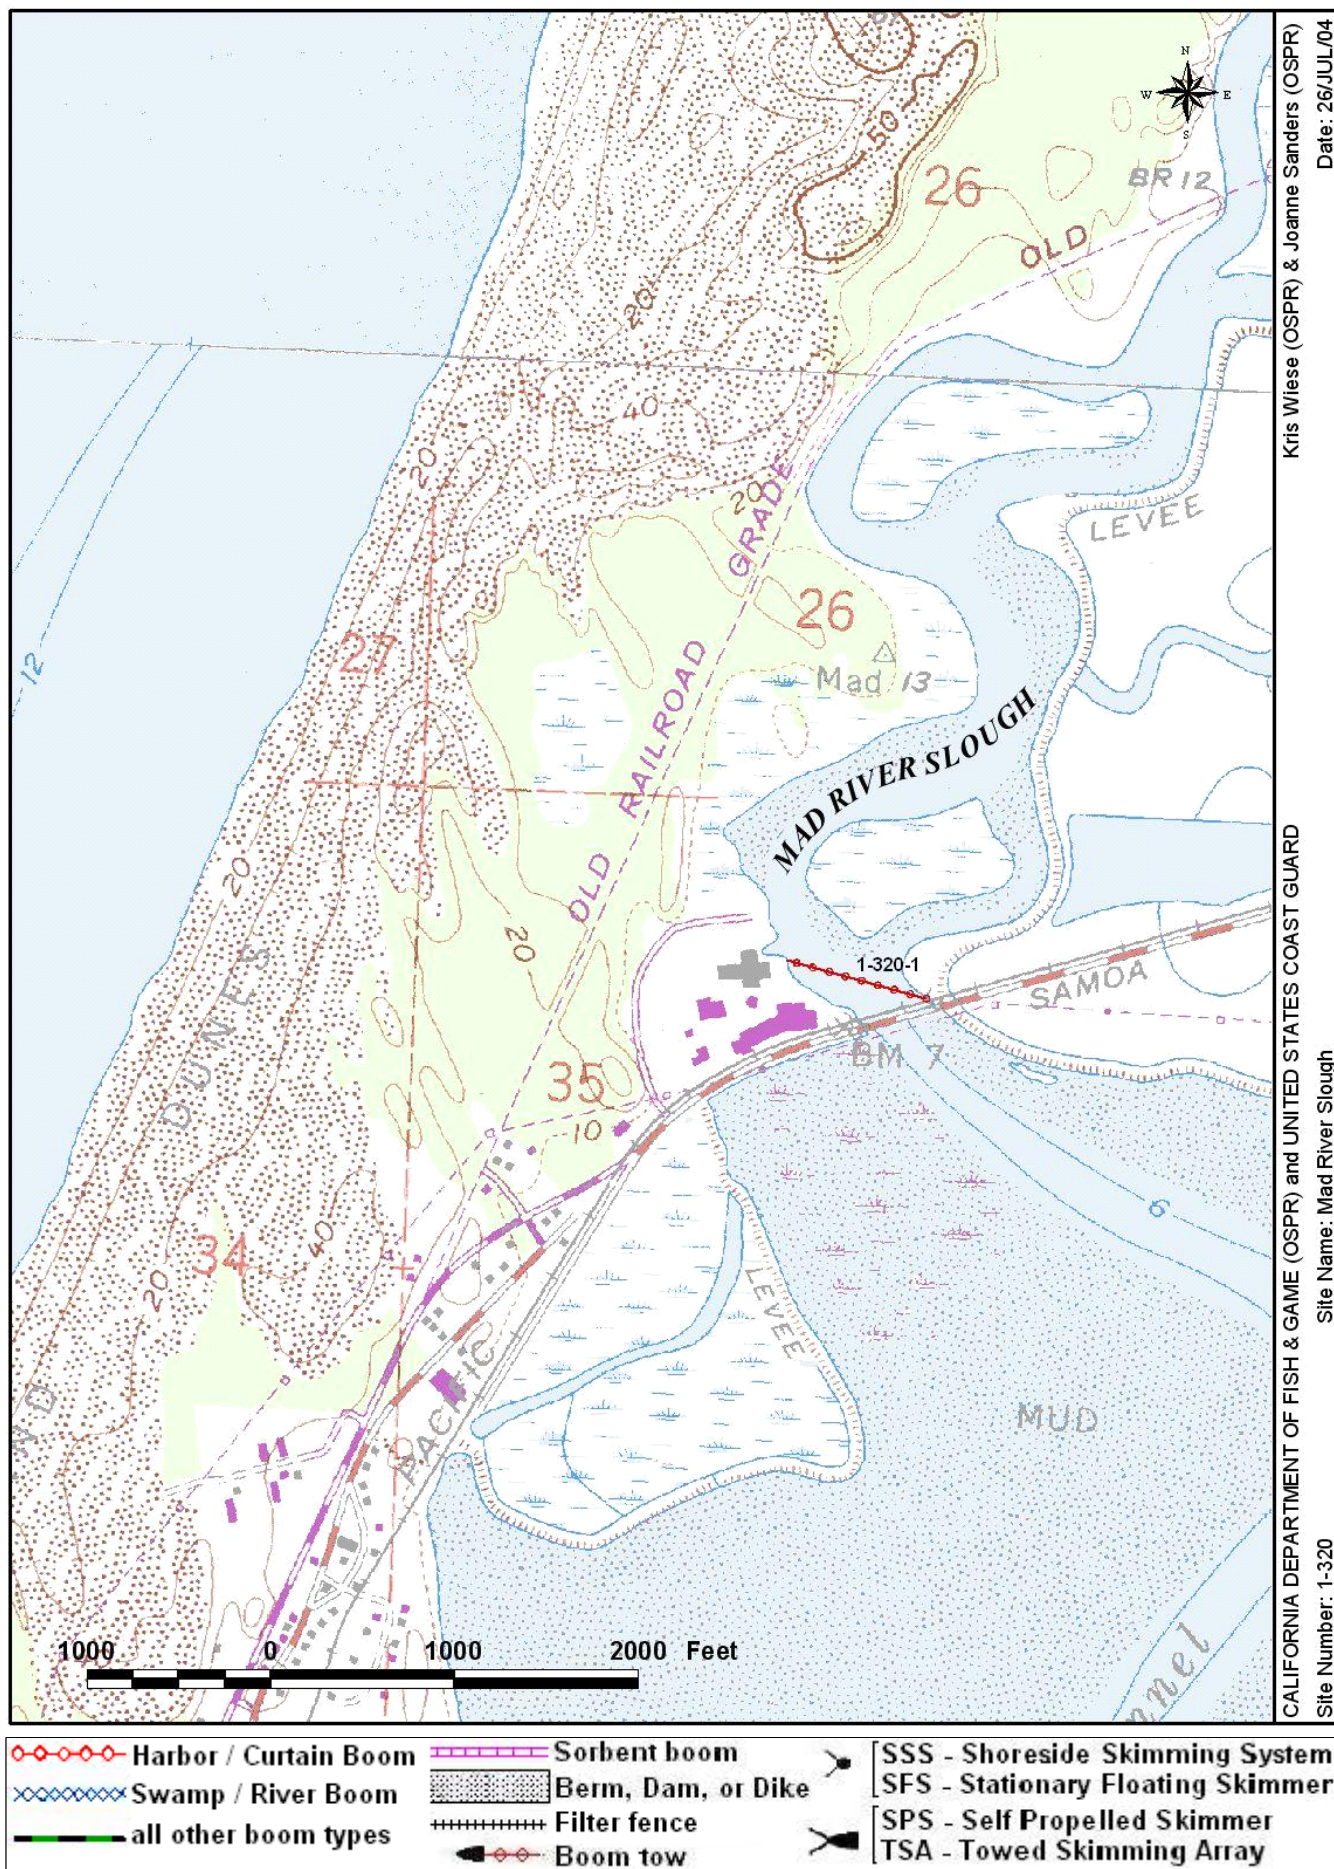 N
W E
S
50
26
BR 12
OLD
20
40
20
20
GRADE
LEVEE
27
26
12
Mad 13
RAILROAD
MAD RIVER SLOUGH
20
OLD
20
DUNES
1-320-1
SAMOA
BM 7
35
10
6
34
40
20
LEVEE
PACIFIC
MUD
ND
nnel
1000 0 1000 2000 Feet
CALIFORNIA DEPARTMENT OF FISH & GAME (OSPR) and UNITED STATES COAST GUARD
Kris Wiese (OSPR) & Joanne Sanders (OSPR)
Site Number: 1-320
Site Name: Mad River Slough
Date: 26/JUL/04
Harbor / Curtain Boom
Swamp / River Boom
all other boom types
Sorbent boom
Berm, Dam, or Dike
Filter fence
Boom tow
SSS - Shoreside Skimming System
SFS - Stationary Floating Skimmer
SPS - Self Propelled Skimmer
TSA - Towed Skimming Array